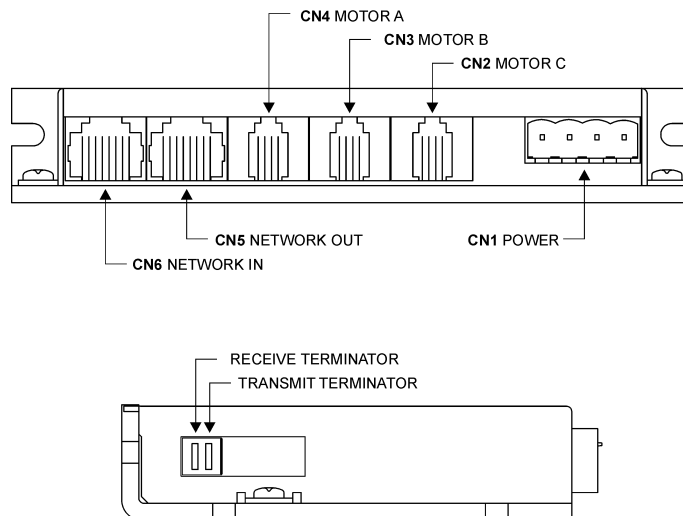 CN4 MOTOR A
CN3 MOTOR B
CN2 MOTOR C
CN5 NETWORK OUT
CN1 POWER
CN6 NETWORK IN
RECEIVE TERMINATOR
TRANSMIT TERMINATOR